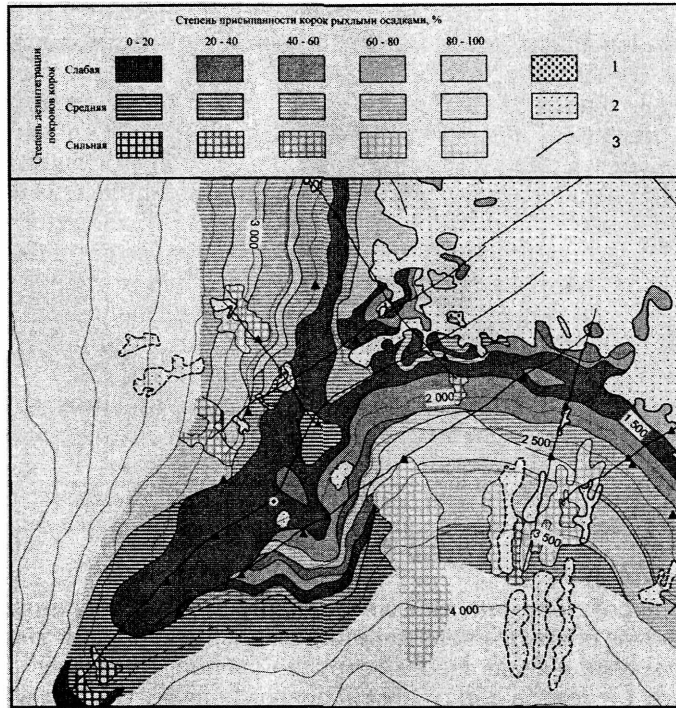 Степень присыпанности корок рыхлыми осадками, %
0 - 20 20 - 40 40 - 60 60 - 80 80 - 100
Степень дезинтеграции
покровов корок
Слабая 1
Средняя 2
Сильная 3
3 000
2 000
1 500
2 500
3 500
4 000